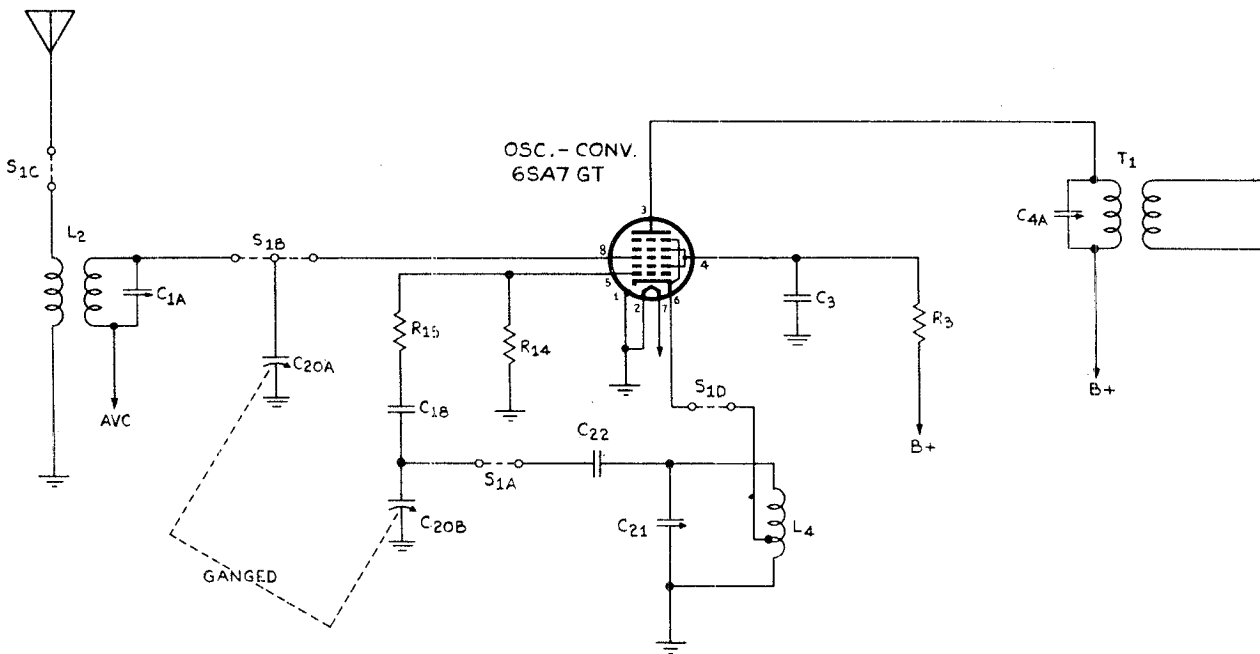 OSC.-CONV.
6SA7 GT
T1
S1C
3
C4A
L2
S1B
8
4
C1A
5
1
2
7
6
C3
R3
R15
R14
C20A
S1D
B+
AVC
C18
C22
B+
S1A
C20B
C21
L4
GANGED